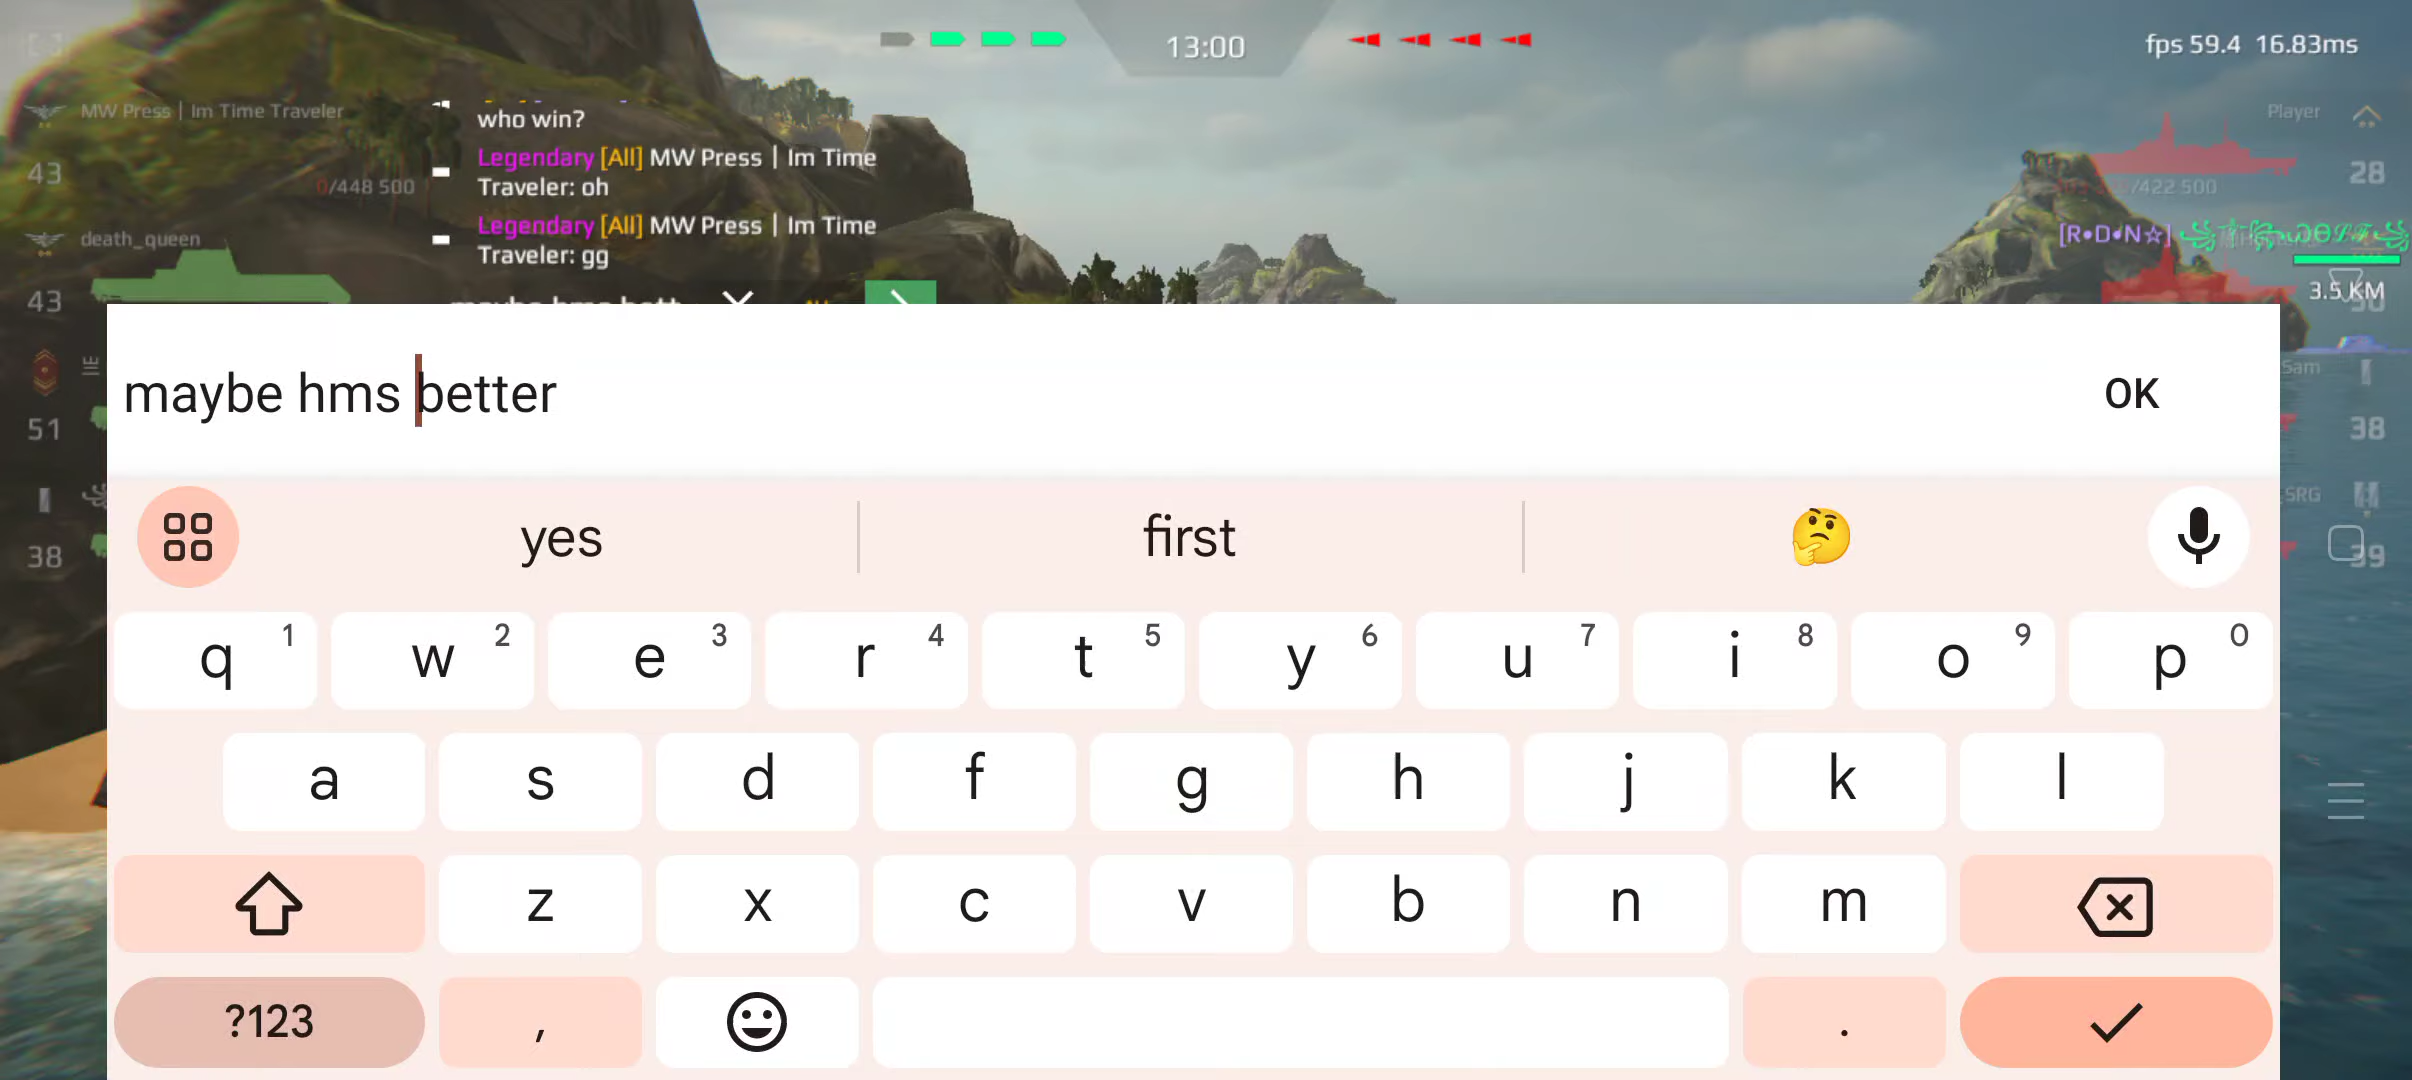 13:00
fps 59.4 16.83ms
MW Press | Im Time Traveler
43
0/448 500
death_queen
43
51
38
who win?
Legendary [All] MW Press | Im Time
Traveler: oh
Legendary [All] MW Press | Im Time
Traveler: gg
Player
28
/422 500
[R•D•N☆]
3.5 KM
Sam
38
SRG
39
maybe hms better
OK
yes
first
🤔
q 1 w 2 e 3 r 4 t 5 y 6 u 7 i 8 o 9 p 0
a s d f g h j k l
z x c v b n m
?123 , .